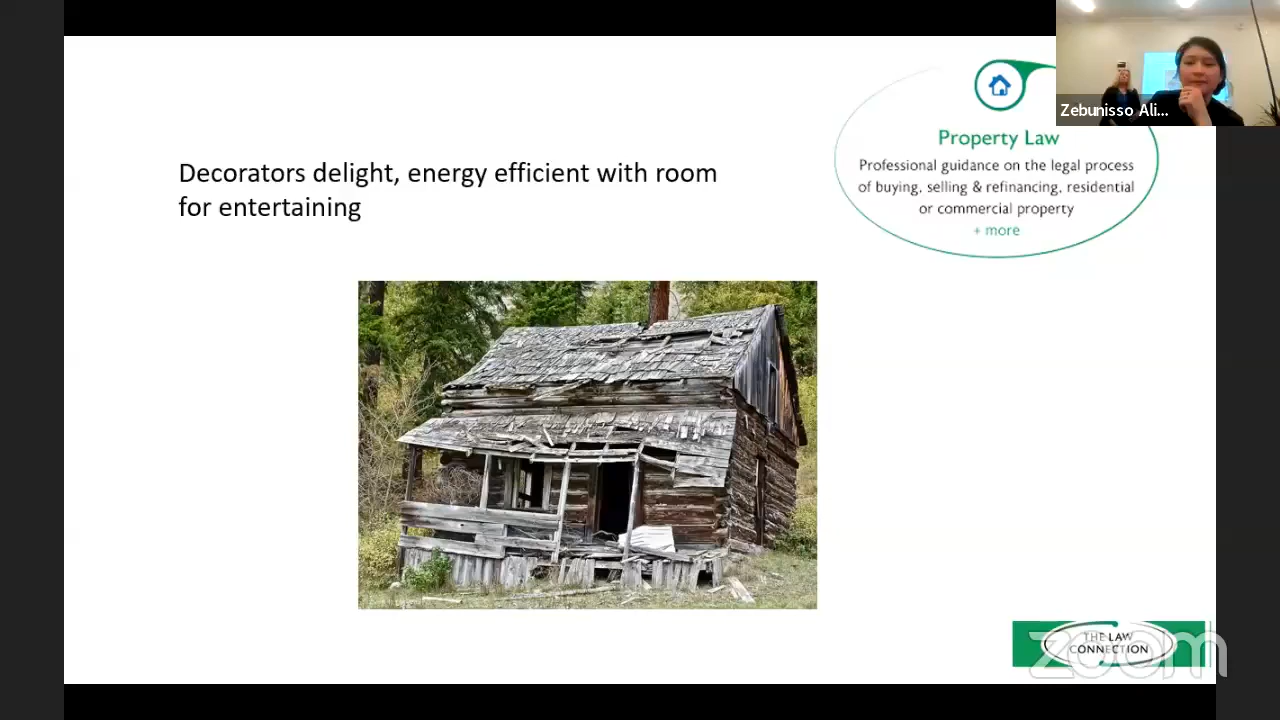 Decorators delight, energy efficient with room
for entertaining
Zebunisso Ali...
Property Law
Professional guidance on the legal process
of buying, selling & refinancing, residential
or commercial property
+ more
THE LAW
CONNECTION
zoom